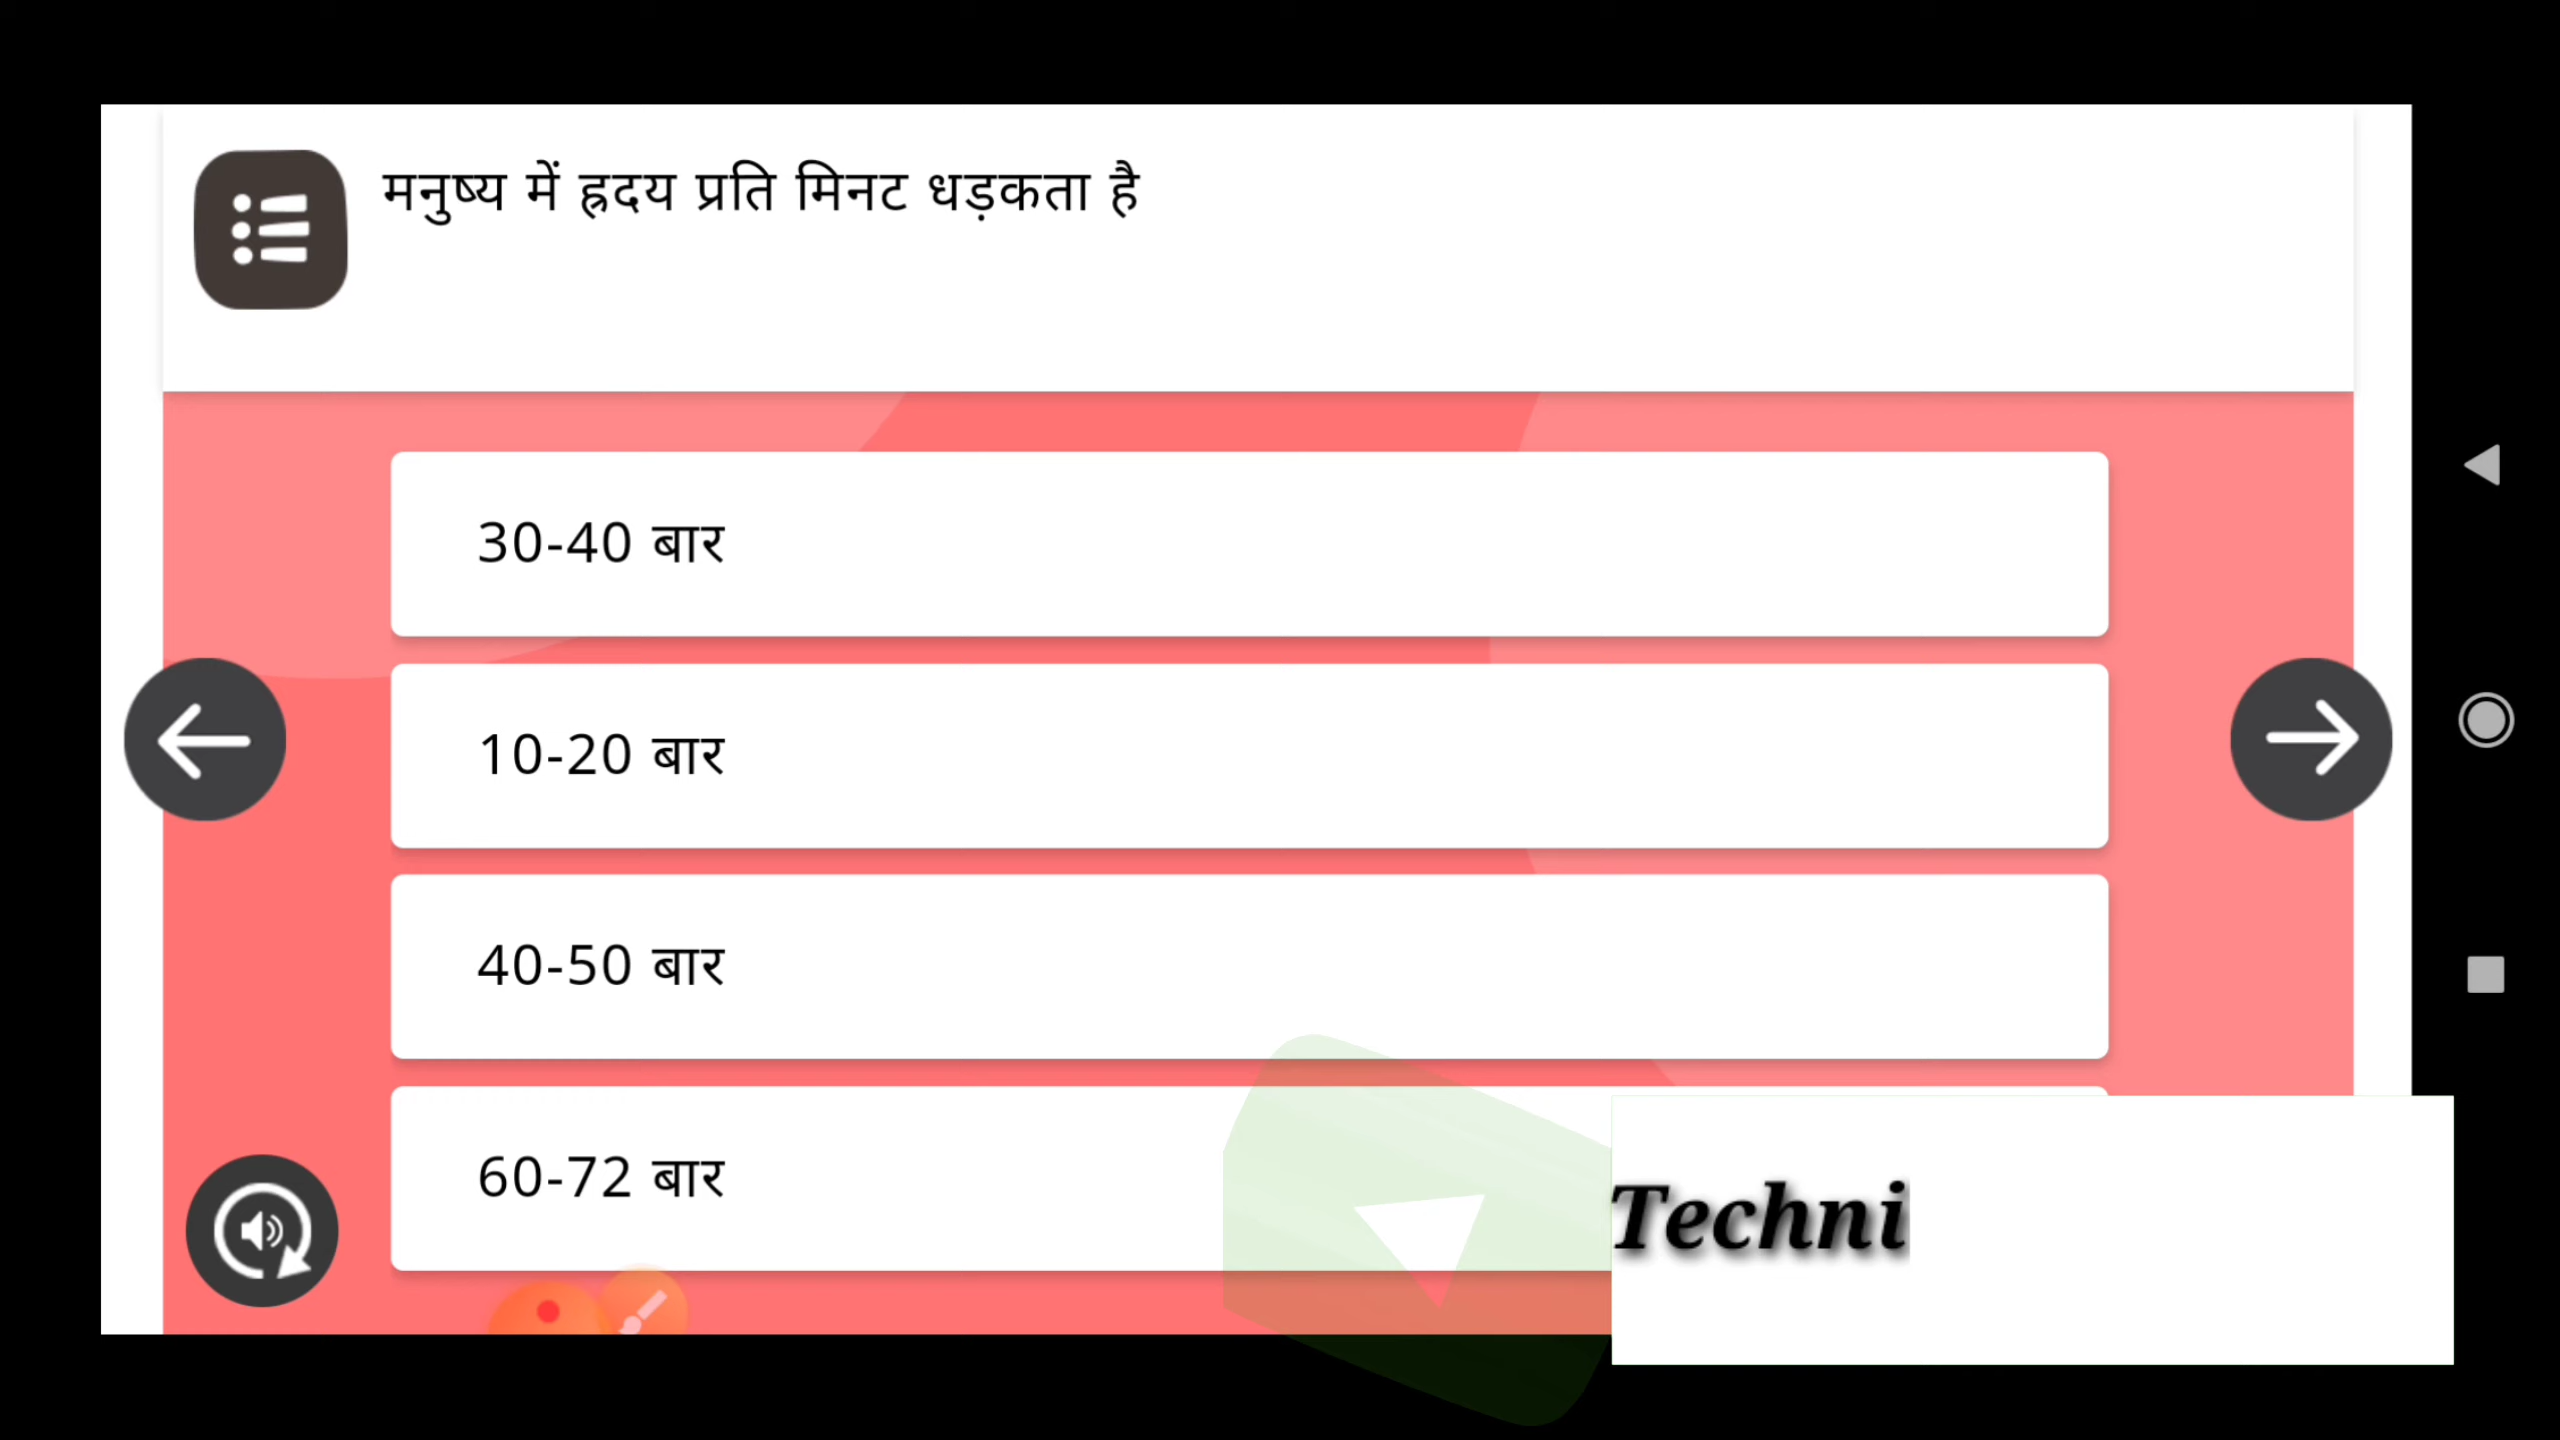 मनुष्य में ह्रदय प्रति मिनट धड़कता है
30-40 बार
10-20 बार
40-50 बार
60-72 बार
Techni